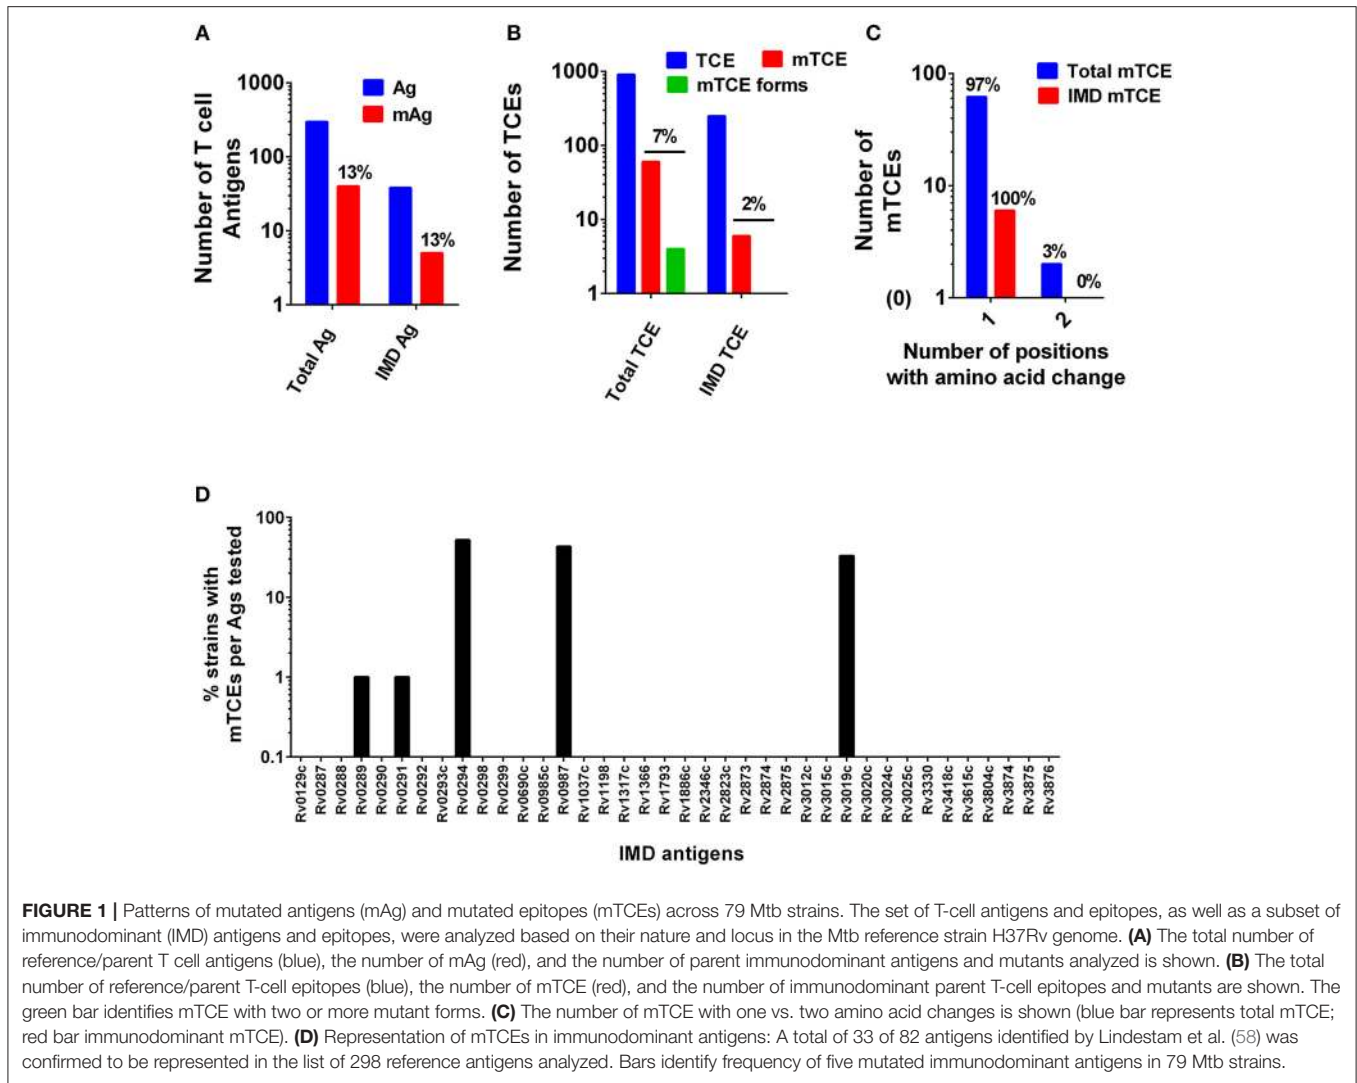 A
Number of T cell
Antigens
1000
100
10
1
Ag
mAg
13%
13%
Total Ag
IMD Ag
B
Number of TCEs
1000
100
10
1
TCE
mTCE
mTCE forms
7%
2%
Total TCE
IMD TCE
C
Number of
mTCEs
100
10
1
(0)
Total mTCE
IMD mTCE
97%
100%
3%
0%
1
2
Number of positions
with amino acid change
D
% strains with
mTCEs per Ags tested
100
10
1
0.1
Rv0129c
Rv0287
Rv0288
Rv0289
Rv0290
Rv0291
Rv0292
Rv0293c
Rv0294
Rv0298
Rv0299
Rv0690c
Rv0985c
Rv0987
Rv1037c
Rv1198
Rv1317c
Rv1366
Rv1793
Rv1886c
Rv2346c
Rv2823c
Rv2873
Rv2874
Rv2875
Rv3012c
Rv3015c
Rv3019c
Rv3020c
Rv3024c
Rv3025c
Rv3330
Rv3418c
Rv3615c
Rv3804c
Rv3874
Rv3875
Rv3876
IMD antigens
FIGURE 1 | Patterns of mutated antigens (mAg) and mutated epitopes (mTCEs) across 79 Mtb strains. The set of T-cell antigens and epitopes, as well as a subset of
immunodominant (IMD) antigens and epitopes, were analyzed based on their nature and locus in the Mtb reference strain H37Rv genome. (A) The total number of
reference/parent T cell antigens (blue), the number of mAg (red), and the number of parent immunodominant antigens and mutants analyzed is shown. (B) The total
number of reference/parent T-cell epitopes (blue), the number of mTCE (red), and the number of immunodominant parent T-cell epitopes and mutants are shown. The
green bar identifies mTCE with two or more mutant forms. (C) The number of mTCE with one vs. two amino acid changes is shown (blue bar represents total mTCE;
red bar immunodominant mTCE). (D) Representation of mTCEs in immunodominant antigens: A total of 33 of 82 antigens identified by Lindestam et al. (58) was
confirmed to be represented in the list of 298 reference antigens analyzed. Bars identify frequency of five mutated immunodominant antigens in 79 Mtb strains.